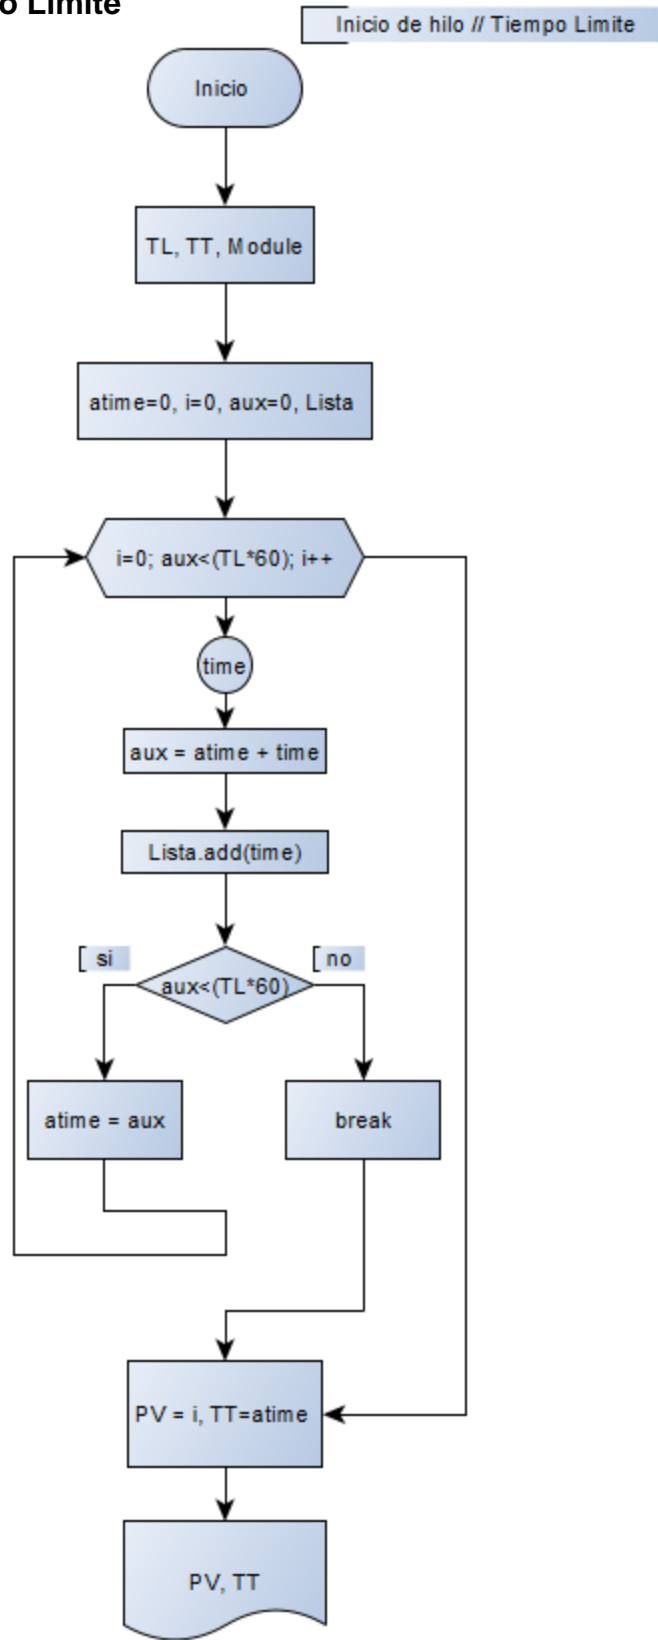 o Limite
Inicio de hilo // Tiempo Limite
Inicio
TL, TT, Module
atime=0, i=0, aux=0, Lista
i=0; aux<(TL*60); i++
time
aux = atime + time
Lista.add(time)
si
no
aux<(TL*60)
atime = aux
break
PV = i, TT=atime
PV, TT